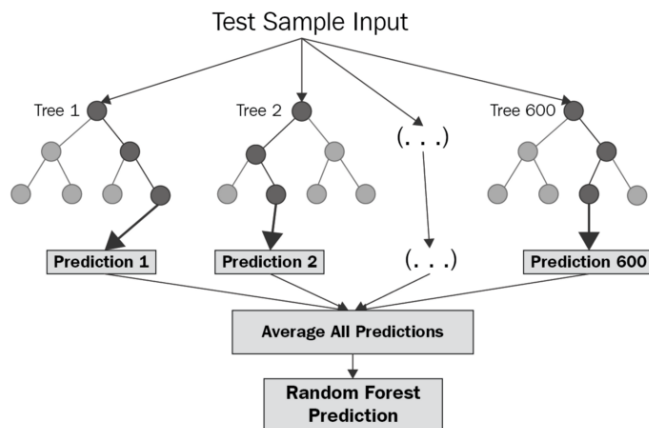 Test Sample Input
Tree 1
Tree 2
(. . .)
Tree 600
Prediction 1
Prediction 2
(. . .)
Prediction 600
Average All Predictions
Random Forest
Prediction